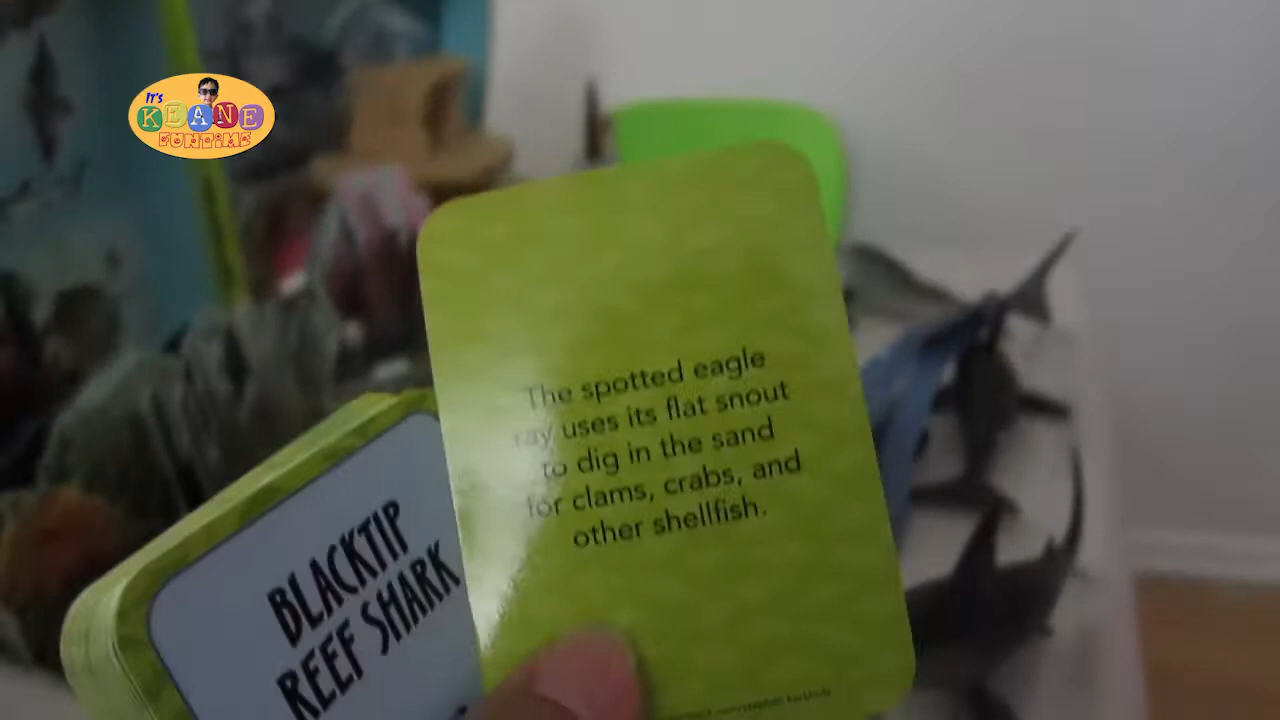 It's
KEANE
FUNTIME
The spotted eagle
ray uses its flat snout
to dig in the sand
for clams, crabs, and
other shellfish.
BLACKTIP
REEF SHARK